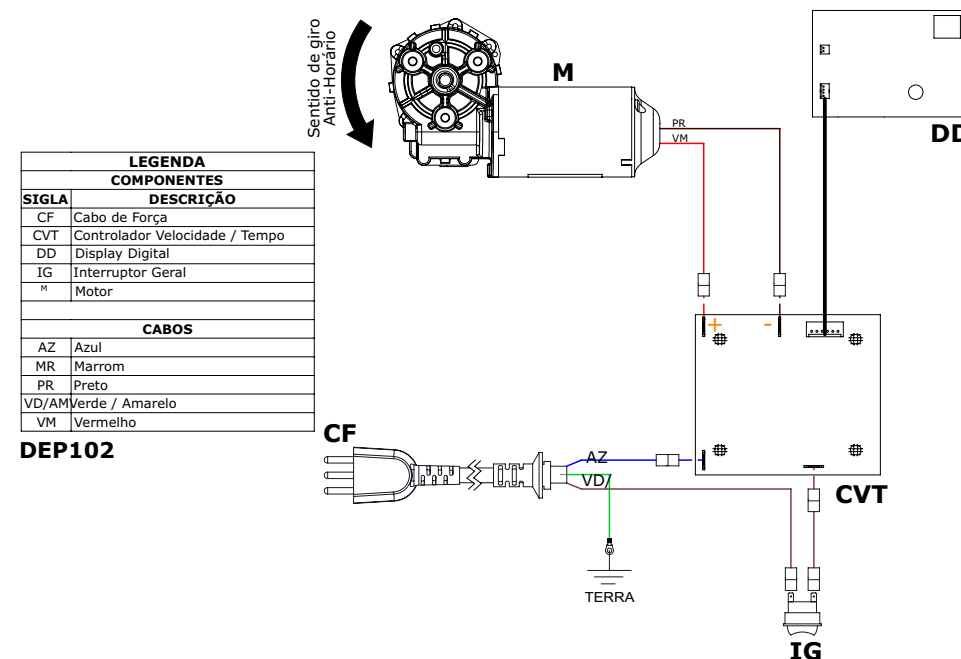 Sentido de giro
Anti-Horário
M
PR
VM
DD
LEGENDA
COMPONENTES
SIGLA DESCRIÇÃO
CF Cabo de Força
CVT Controlador Velocidade / Tempo
DD Display Digital
IG Interruptor Geral
M Motor
CABOS
AZ Azul
MR Marrom
PR Preto
VD/AM Verde / Amarelo
VM Vermelho
DEP102
+ -
CF
AZ
VD/
CVT
TERRA
IG